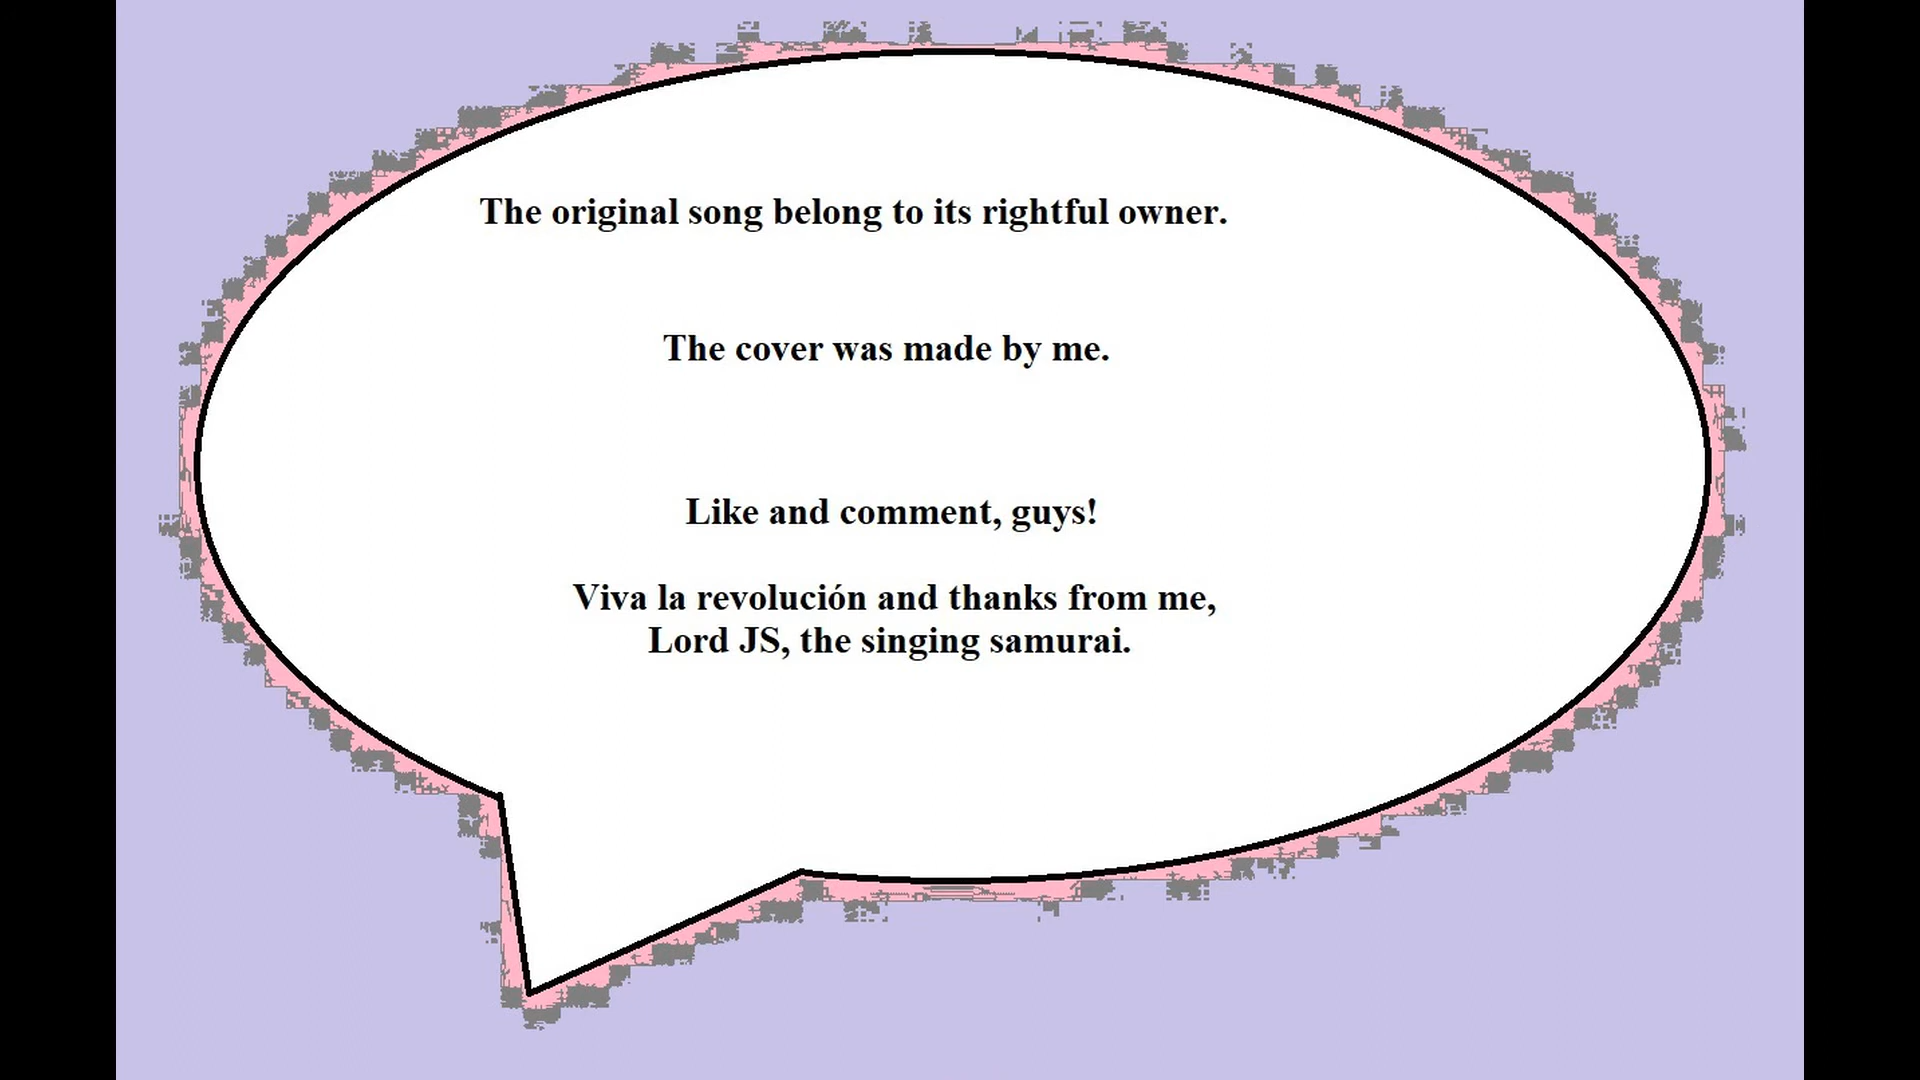 The original song belong to its rightful owner.
The cover was made by me.
Like and comment, guys!
Viva la revolución and thanks from me,
Lord JS, the singing samurai.